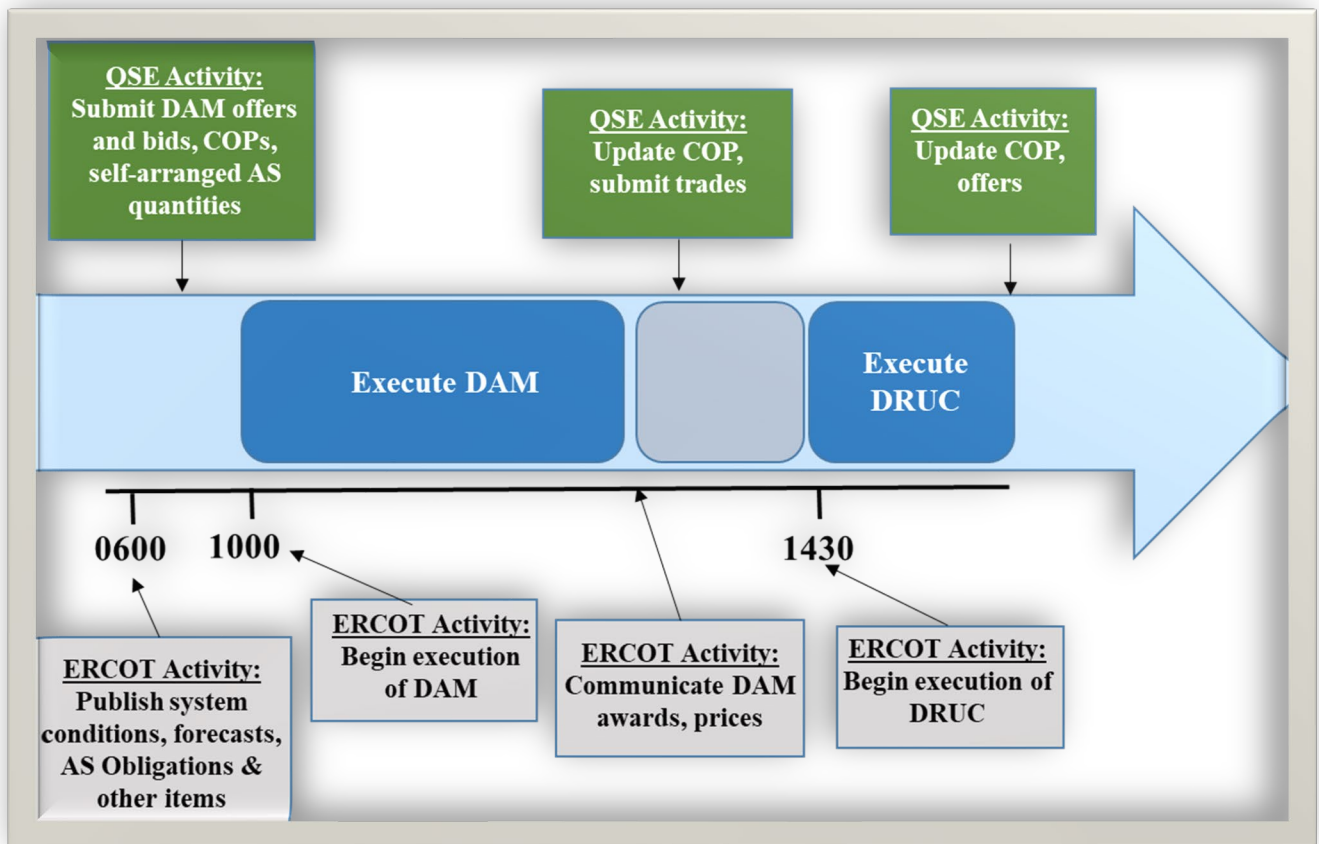 QSE Activity:
Submit DAM offers
and bids, COPs,
self-arranged AS
quantities
QSE Activity:
Update COP,
submit trades
QSE Activity:
Update COP,
offers
Execute DAM
Execute
DRUC
0600
1000
1430
ERCOT Activity:
Publish system
conditions, forecasts,
AS Obligations &
other items
ERCOT Activity:
Begin execution
of DAM
ERCOT Activity:
Communicate DAM
awards, prices
ERCOT Activity:
Begin execution of
DRUC